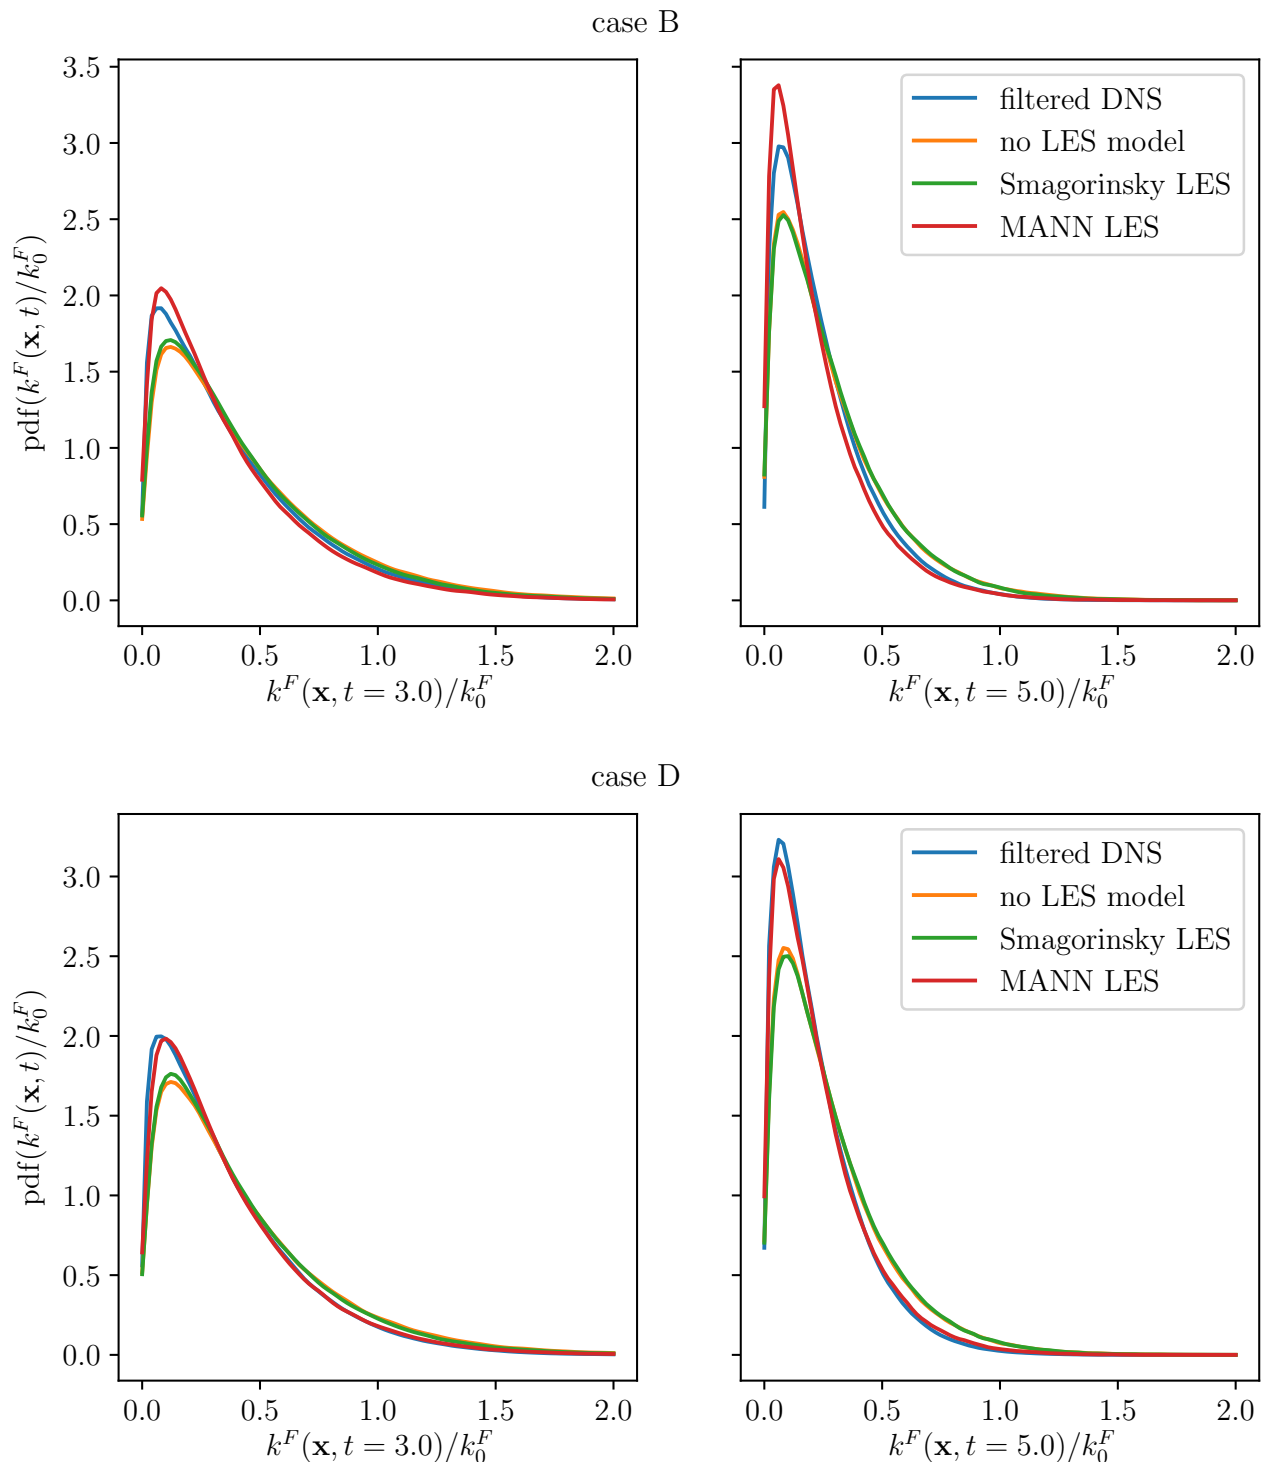 case B
pdf(k^F(x, t)/k_0^F)
3.5
3.0
2.5
2.0
1.5
1.0
0.5
0.0
0.0 0.5 1.0 1.5 2.0
k^F(x, t = 3.0)/k_0^F
filtered DNS
no LES model
Smagorinsky LES
MANN LES
0.0 0.5 1.0 1.5 2.0
k^F(x, t = 5.0)/k_0^F
case D
pdf(k^F(x, t)/k_0^F)
3.0
2.5
2.0
1.5
1.0
0.5
0.0
0.0 0.5 1.0 1.5 2.0
k^F(x, t = 3.0)/k_0^F
filtered DNS
no LES model
Smagorinsky LES
MANN LES
0.0 0.5 1.0 1.5 2.0
k^F(x, t = 5.0)/k_0^F